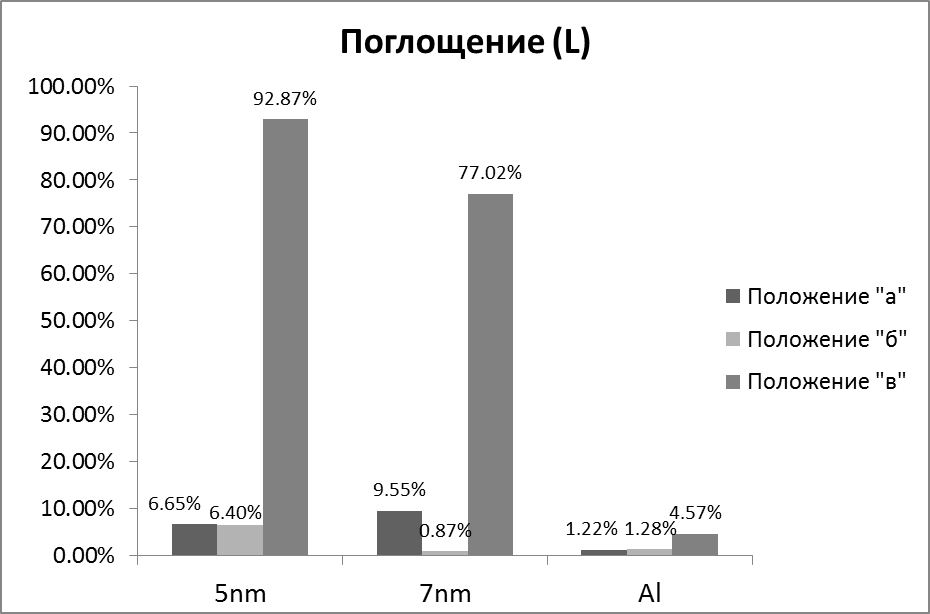 Поглощение (L)
100.00%
90.00%
80.00%
70.00%
60.00%
50.00%
40.00%
30.00%
20.00%
10.00%
0.00%
6.65%
6.40%
92.87%
9.55%
0.87%
77.02%
1.22%
1.28%
4.57%
5nm
7nm
Al
Положение "а"
Положение "б"
Положение "в"